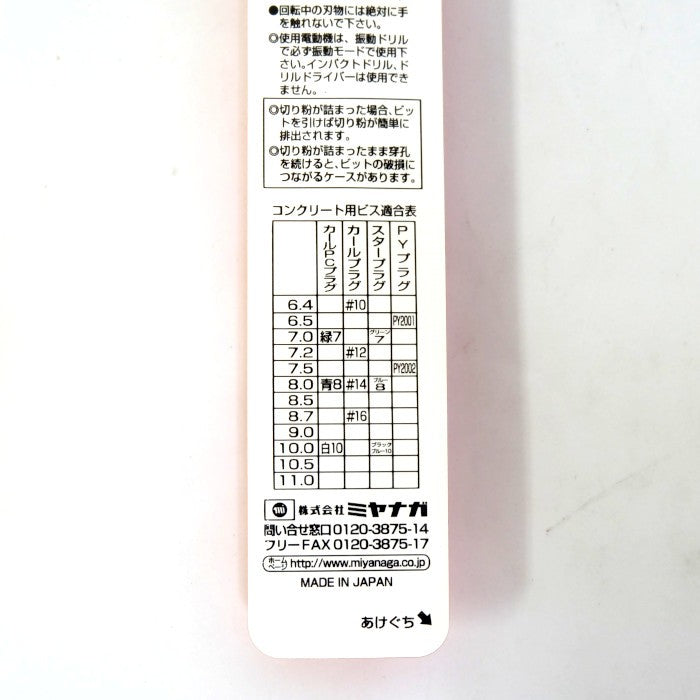 ●回転中の刃物には絶対に手
を触れないで下さい。
◎使用電動機は、振動ドリル
で必ず振動モードで使用下
さい。インパクトドリル、ド
リルドライバーは使用でき
ません。
◎切り粉が詰まった場合、ビッ
トを引けば切り粉が簡単に
排出されます。
◎切り粉が詰まったまま穿孔
を続けると、ビットの破損に
つながるケースがあります。
コンクリート用ビス適合表
カールPCプラグ カールプラグ スタープラグ PYプラグ
6.4 #10
6.5 PY2001
7.0 緑7 グリーン7
7.2 #12
7.5 PY2002
8.0 青8 #14 ブルー8
8.5
8.7 #16
9.0
10.0 白10 ブラックブルー10
10.5
11.0
m 株式会社 ミヤナガ
問い合せ窓口0120-3875-14
フリーFAX0120-3875-17
ホームページ http://www.miyanaga.co.jp
MADE IN JAPAN
あけぐち